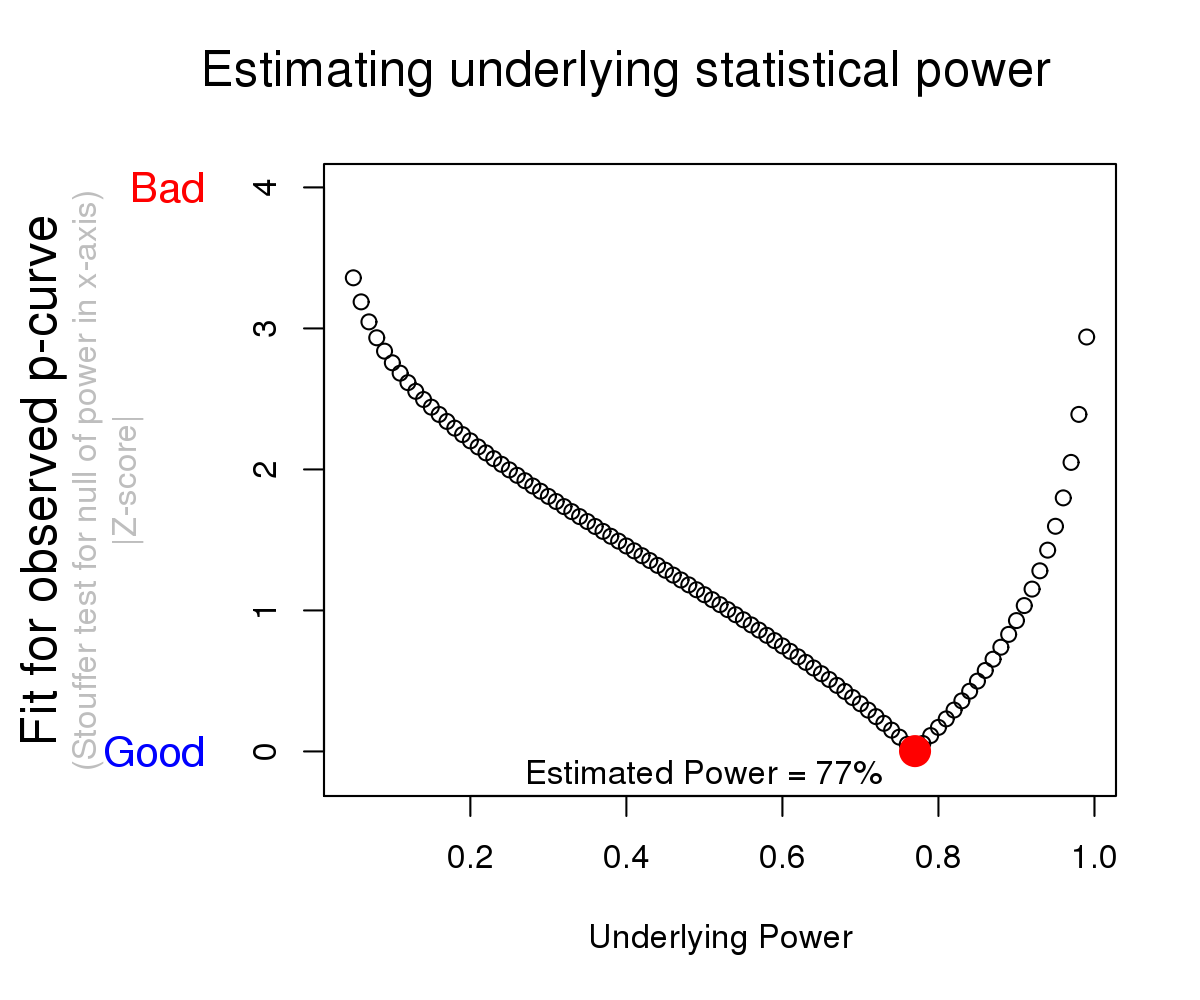 Estimating underlying statistical power
Fit for observed p-curve
(Stouffer test for null of power in x-axis)
|Z-score|
Bad
Good
4
3
2
1
0
Estimated Power = 77%
0.2
0.4
0.6
0.8
1.0
Underlying Power